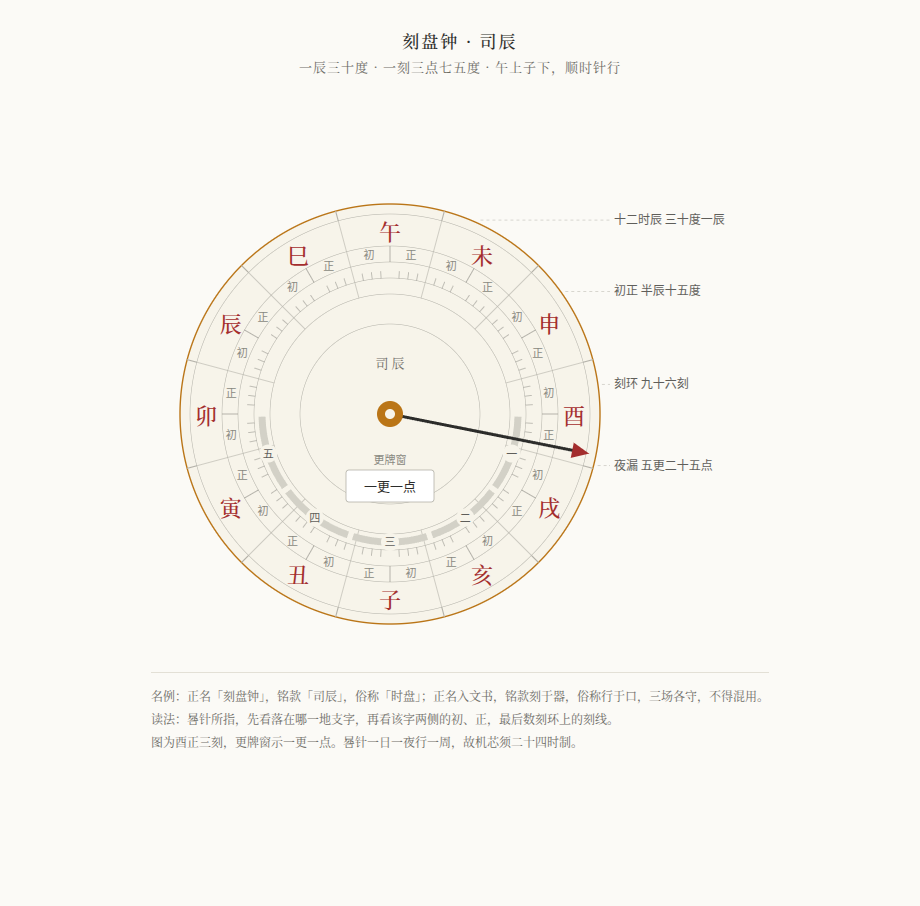 刻盘钟 · 司辰
一辰三十度 · 一刻三点七五度 · 午上子下，顺时针行
午
未
申
酉
戌
亥
子
丑
寅
卯
辰
巳
初
正
初
正
初
正
初
正
初
正
初
正
初
正
初
正
初
正
初
正
初
正
初
正
司辰
更牌窗
一更一点
一
二
三
四
五
十二时辰 三十度一辰
初正 半辰十五度
刻环 九十六刻
夜漏 五更二十五点
名例：正名「刻盘钟」，铭款「司辰」，俗称「时盘」；正名入文书，铭款刻于器，俗称行于口，三场各守，不得混用。
读法：晷针所指，先看落在哪一地支字，再看该字两侧的初、正，最后数刻环上的刻线。
图为酉正三刻，更牌窗示一更一点。晷针一日一夜行一周，故机芯须二十四时制。